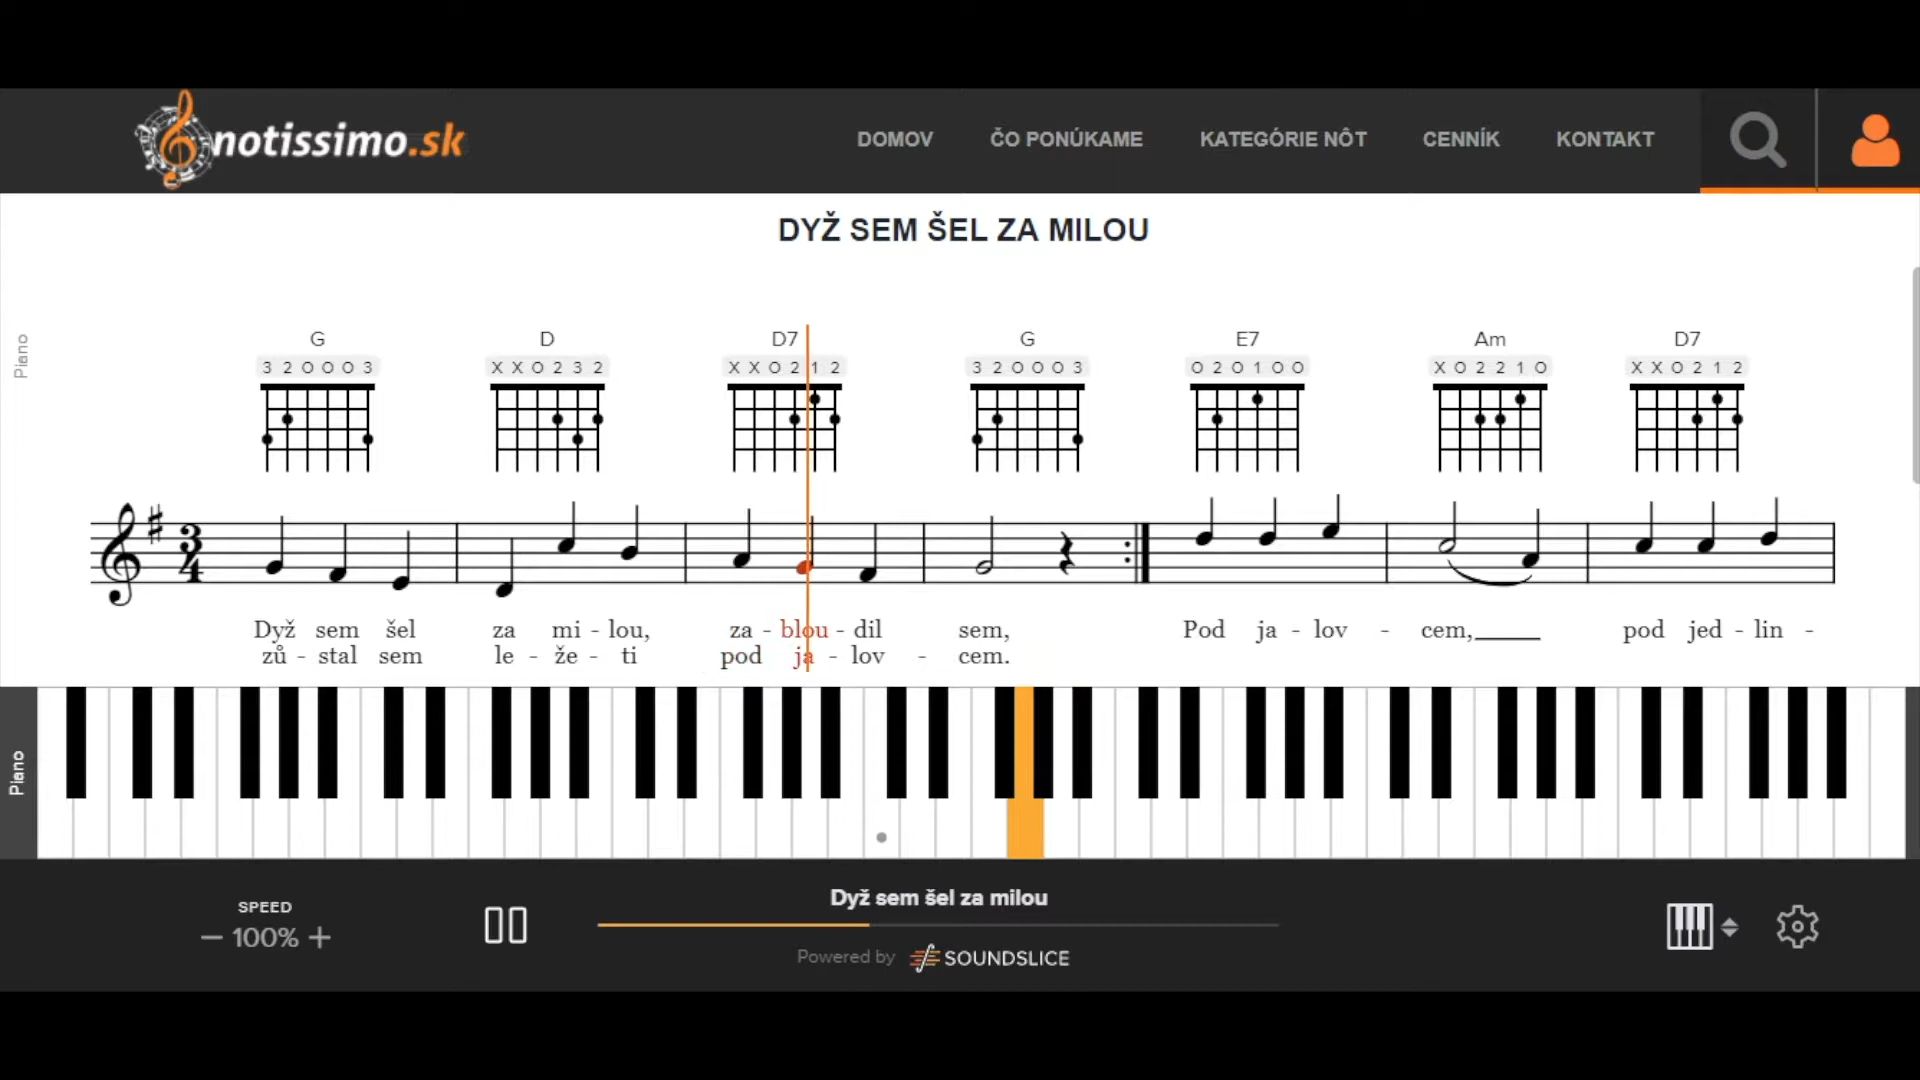 notissimo.sk
DOMOV ČO PONÚKAME KATEGÓRIE NÔT CENNÍK KONTAKT
DYŽ SEM ŠEL ZA MILOU
Piano
G D D7 G E7 Am D7
3 2 0 0 0 3 X X 0 2 3 2 X X 0 2 1 2 3 2 0 0 0 3 0 2 0 1 0 0 X 0 2 2 1 0 X X 0 2 1 2
3
4
Dyž sem šel za mi - lou, za - blou - dil sem, Pod ja - lov - cem, pod jed - lin -
zů - stal sem le - že - ti pod ja - lov - cem.
Piano
Dyž sem šel za milou
SPEED
− 100% +
Powered by SOUNDSLICE